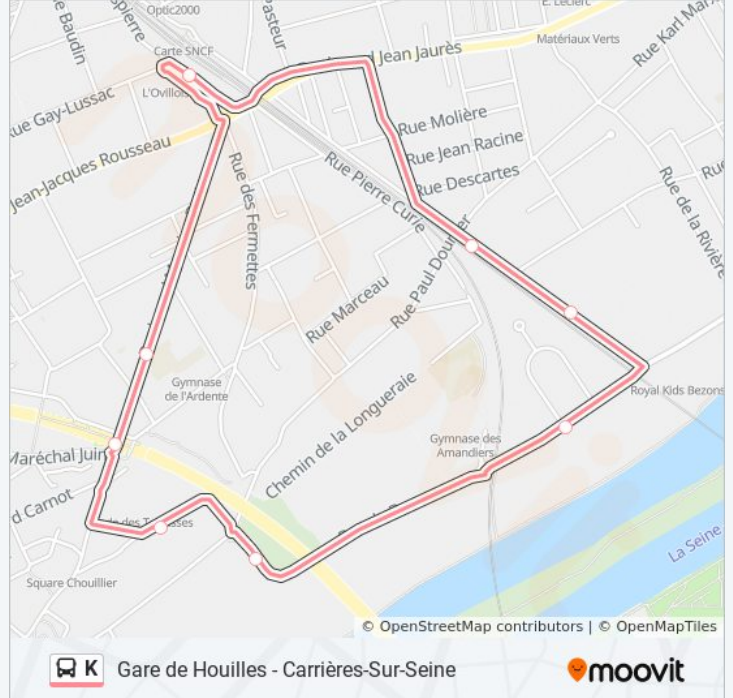 Optic2000
E. Leclerc
Rue Baudin
Pasteur
Rue Karl Marx
Carte SNCF
Jean Jaurès
Matériaux Verts
L'Ovillois
Rue Gay-Lussac
Rue Molière
Rue Jean Racine
Jean-Jacques Rousseau
Rue Descartes
Rue des Fermettes
Rue Pierre Curie
Rue de la Rivière
Rue Paul Doumer
Rue Marceau
Gymnase
de l'Ardente
Royal Kids Bezons
Chemin de la Longueraie
Gymnase des
Amandiers
Maréchal Juin
d Carnot
La Seine
Square Chouilllier
© OpenStreetMap contributors | © OpenMapTiles
K Gare de Houilles - Carrières-Sur-Seine
moovit